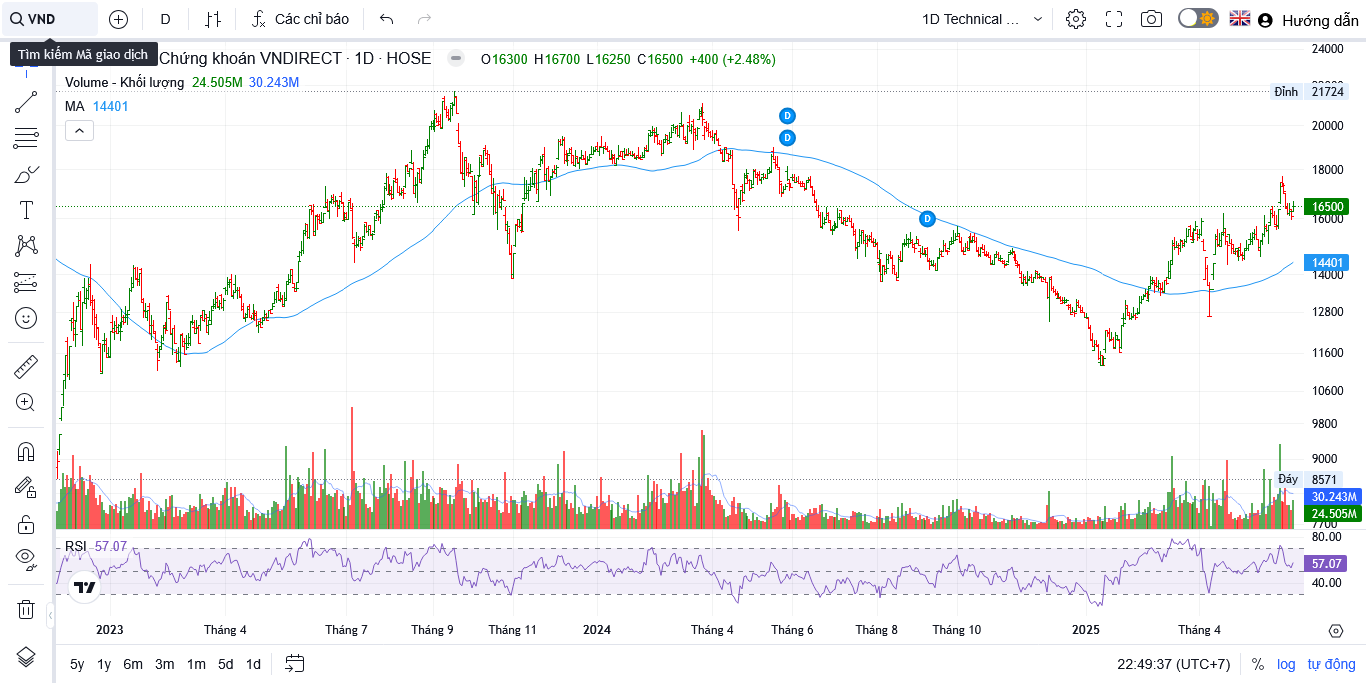 VND D Các chỉ báo 1D Technical ... Hướng dẫn
Tìm kiếm Mã giao dịch
Chứng khoán VNDIRECT · 1D · HOSE O16300 H16700 L16250 C16500 +400 (+2.48%)
Volume - Khối lượng 24.505M 30.243M
MA 14401
24000
Đỉnh 21724
D
20000
D
18000
16500
D
16000
14401
14000
12800
11600
10600
9800
9000
Đáy 8571
30.243M
24.505M
7700
RSI 57.07
80.00
57.07
40.00
2023 Tháng 4 Tháng 7 Tháng 9 Tháng 11 2024 Tháng 4 Tháng 6 Tháng 8 Tháng 10 2025 Tháng 4
5y 1y 6m 3m 1m 5d 1d 22:49:37 (UTC+7) % log tự động